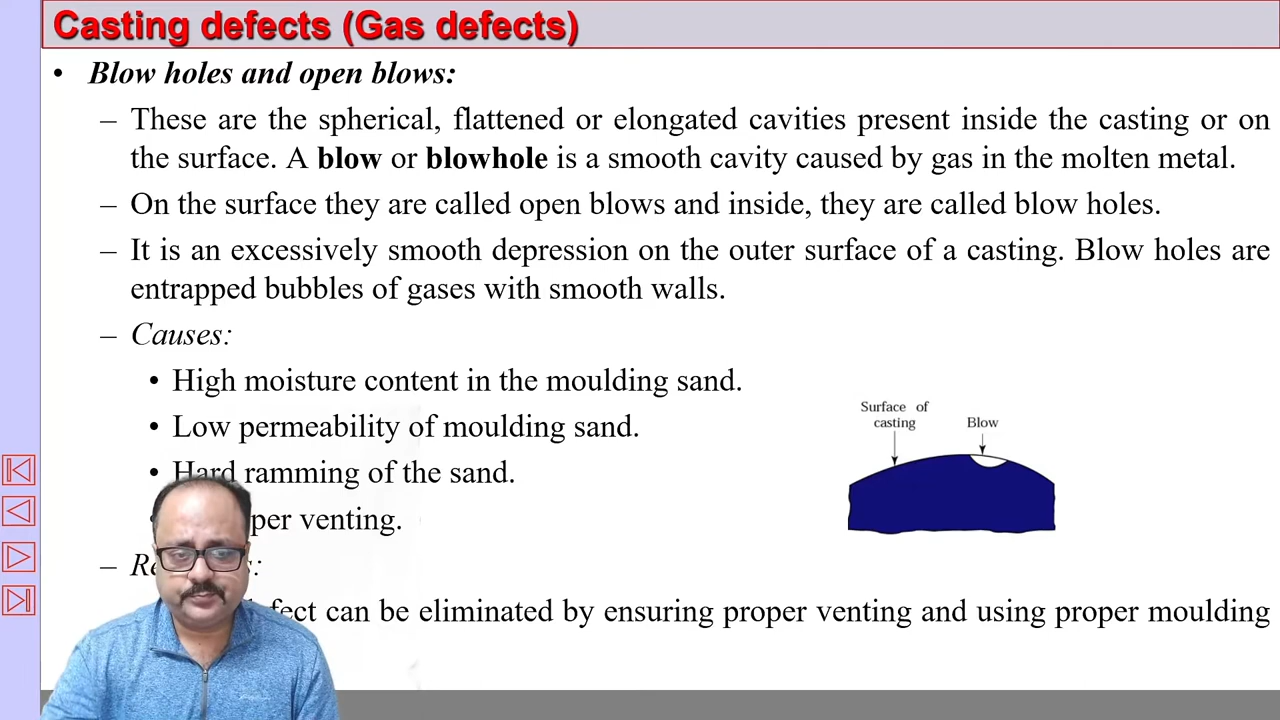 Casting defects (Gas defects)
• Blow holes and open blows:
– These are the spherical, flattened or elongated cavities present inside the casting or on
the surface. A blow or blowhole is a smooth cavity caused by gas in the molten metal.
– On the surface they are called open blows and inside, they are called blow holes.
– It is an excessively smooth depression on the outer surface of a casting. Blow holes are
entrapped bubbles of gases with smooth walls.
– Causes:
• High moisture content in the moulding sand.
• Low permeability of moulding sand.
• Hard ramming of the sand.
venting.
can be eliminated by ensuring proper venting and using proper moulding
Surface of
casting
Blow